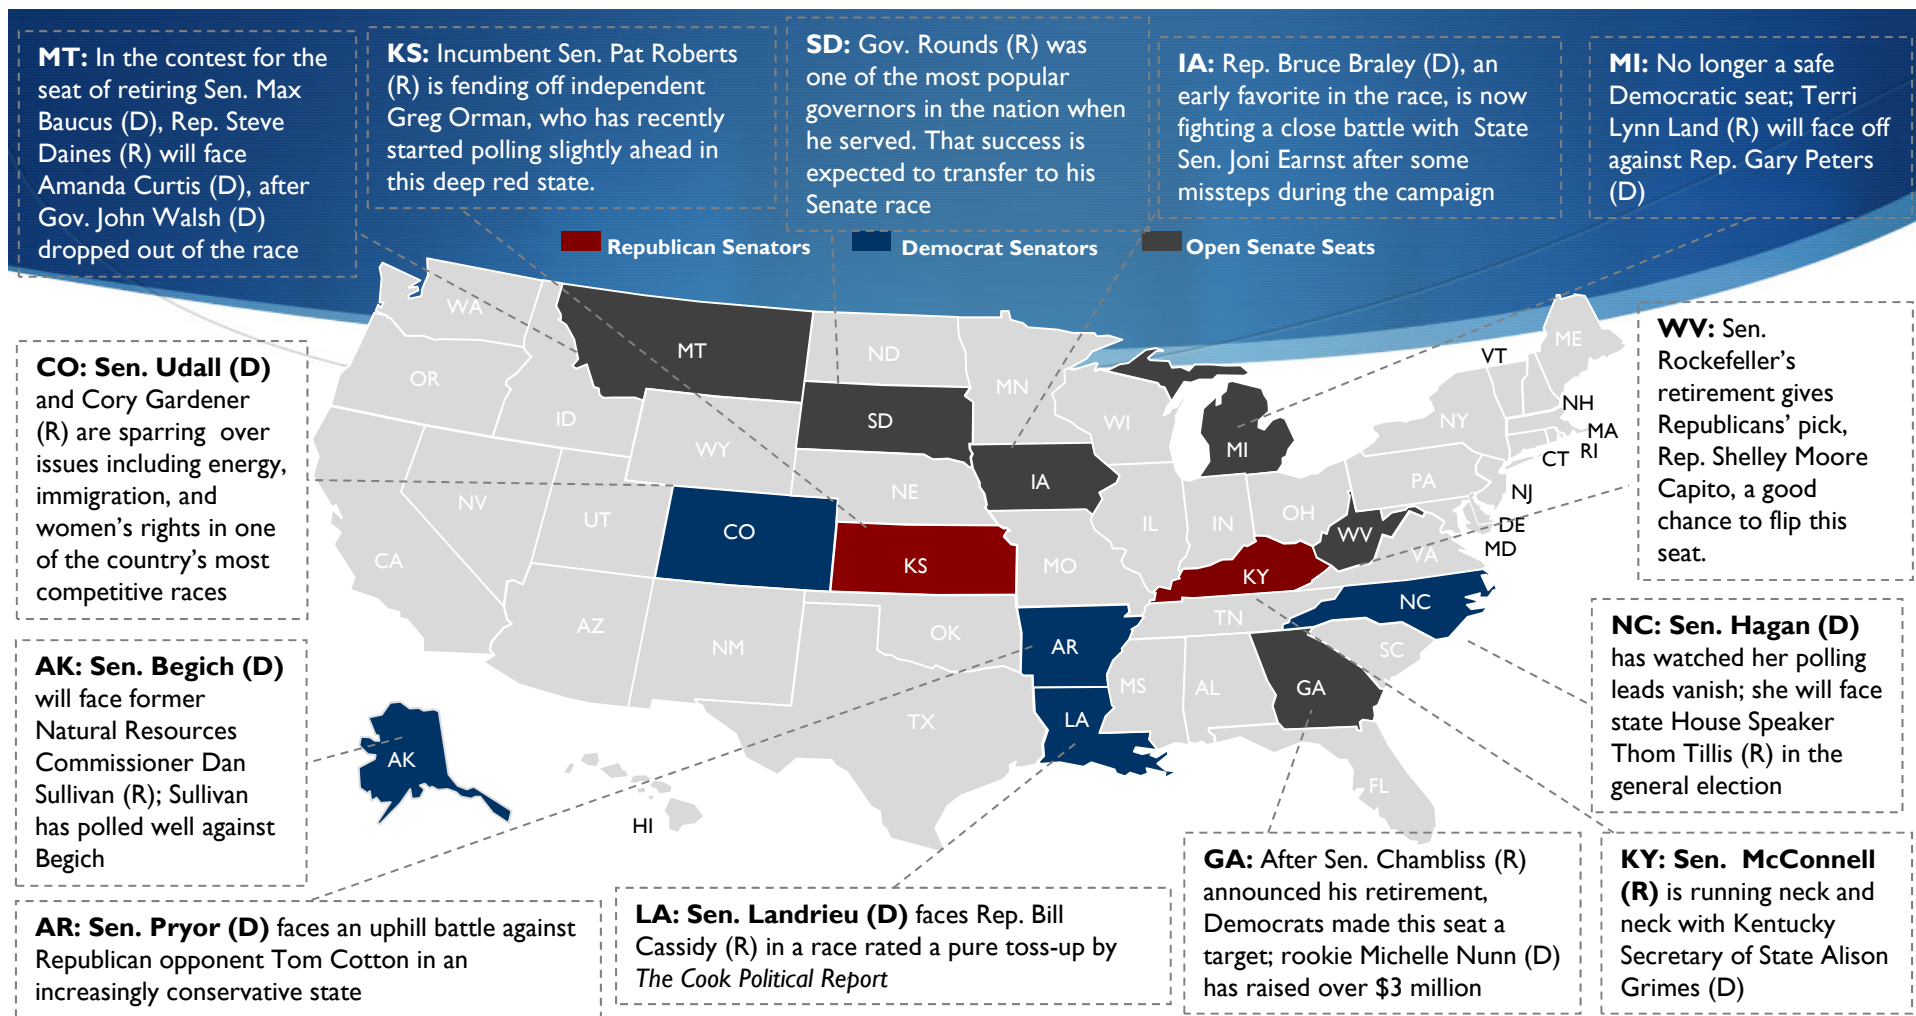 MT: In the contest for the
seat of retiring Sen. Max
Baucus (D), Rep. Steve
Daines (R) will face
Amanda Curtis (D), after
Gov. John Walsh (D)
dropped out of the race
KS: Incumbent Sen. Pat Roberts
(R) is fending off independent
Greg Orman, who has recently
started polling slightly ahead in
this deep red state.
SD: Gov. Rounds (R) was
one of the most popular
governors in the nation when
he served. That success is
expected to transfer to his
Senate race
IA: Rep. Bruce Braley (D), an
early favorite in the race, is now
fighting a close battle with State
Sen. Joni Earnst after some
missteps during the campaign
MI: No longer a safe
Democratic seat; Terri
Lynn Land (R) will face off
against Rep. Gary Peters
(D)
Republican Senators
Democrat Senators
Open Senate Seats
CO: Sen. Udall (D)
and Cory Gardener
(R) are sparring over
issues including energy,
immigration, and
women's rights in one
of the country's most
competitive races
AK: Sen. Begich (D)
will face former
Natural Resources
Commissioner Dan
Sullivan (R); Sullivan
has polled well against
Begich
AR: Sen. Pryor (D) faces an uphill battle against
Republican opponent Tom Cotton in an
increasingly conservative state
LA: Sen. Landrieu (D) faces Rep. Bill
Cassidy (R) in a race rated a pure toss-up by
The Cook Political Report
GA: After Sen. Chambliss (R)
announced his retirement,
Democrats made this seat a
target; rookie Michelle Nunn (D)
has raised over $3 million
KY: Sen. McConnell
(R) is running neck and
neck with Kentucky
Secretary of State Alison
Grimes (D)
NC: Sen. Hagan (D)
has watched her polling
leads vanish; she will face
state House Speaker
Thom Tillis (R) in the
general election
WV: Sen.
Rockefeller's
retirement gives
Republicans' pick,
Rep. Shelley Moore
Capito, a good
chance to flip this
seat.
WA
OR
ID
MT
ND
SD
MN
WI
MI
WY
NE
IA
NV
UT
CO
KS
MO
IL
IN
OH
CA
AZ
NM
OK
AR
TX
LA
MS
AL
GA
FL
TN
KY
WV
VA
NC
SC
PA
NY
VT
NH
ME
MA
RI
CT
NJ
DE
MD
AK
HI